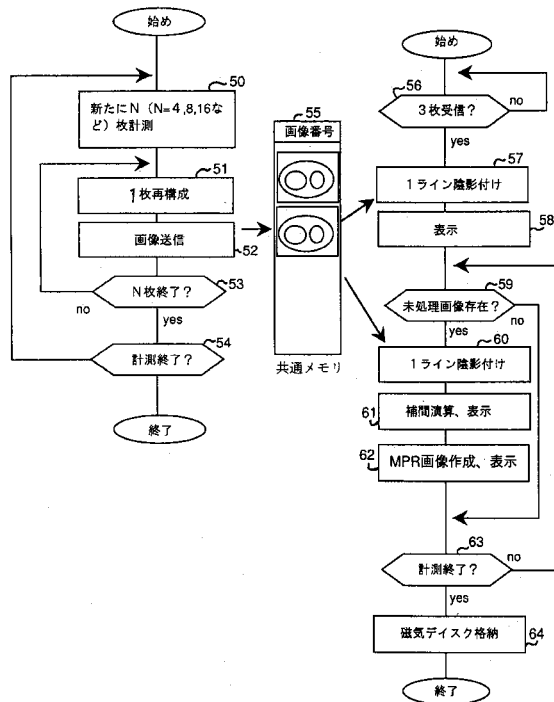 始め
50
新たにN(N=4,8,16な
ど)枚計測
51
1枚再構成
画像送信
52
N枚終了?
53
no
yes
計測終了?
54
終了
55
画像番号
共通メモリ
始め
56
3枚受信?
no
yes
57
1ライン陰影付け
表示
58
59
未処理画像存在?
yes
no
60
1ライン陰影付け
61
補間演算、表示
62
MPR画像作成、表示
63
計測終了?
no
yes
磁気デイスク格納
64
終了